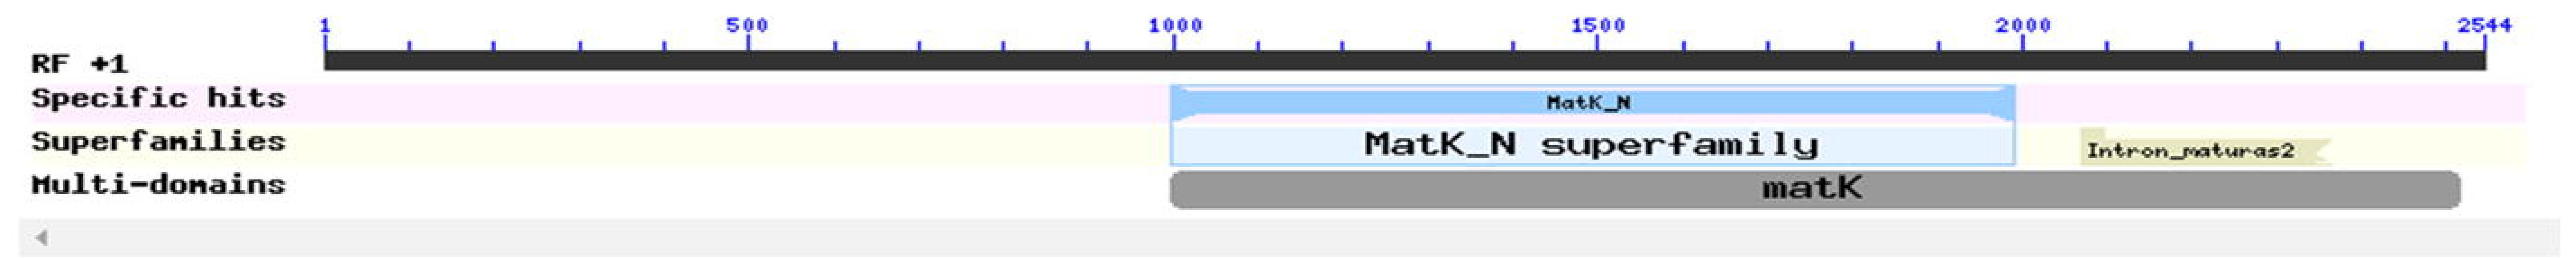 1 500 1000 1500 2000 2544
RF +1
Specific hits MatK_N
Superfamilies MatK_N superfamily Intron_maturas2
Multi-domains matK